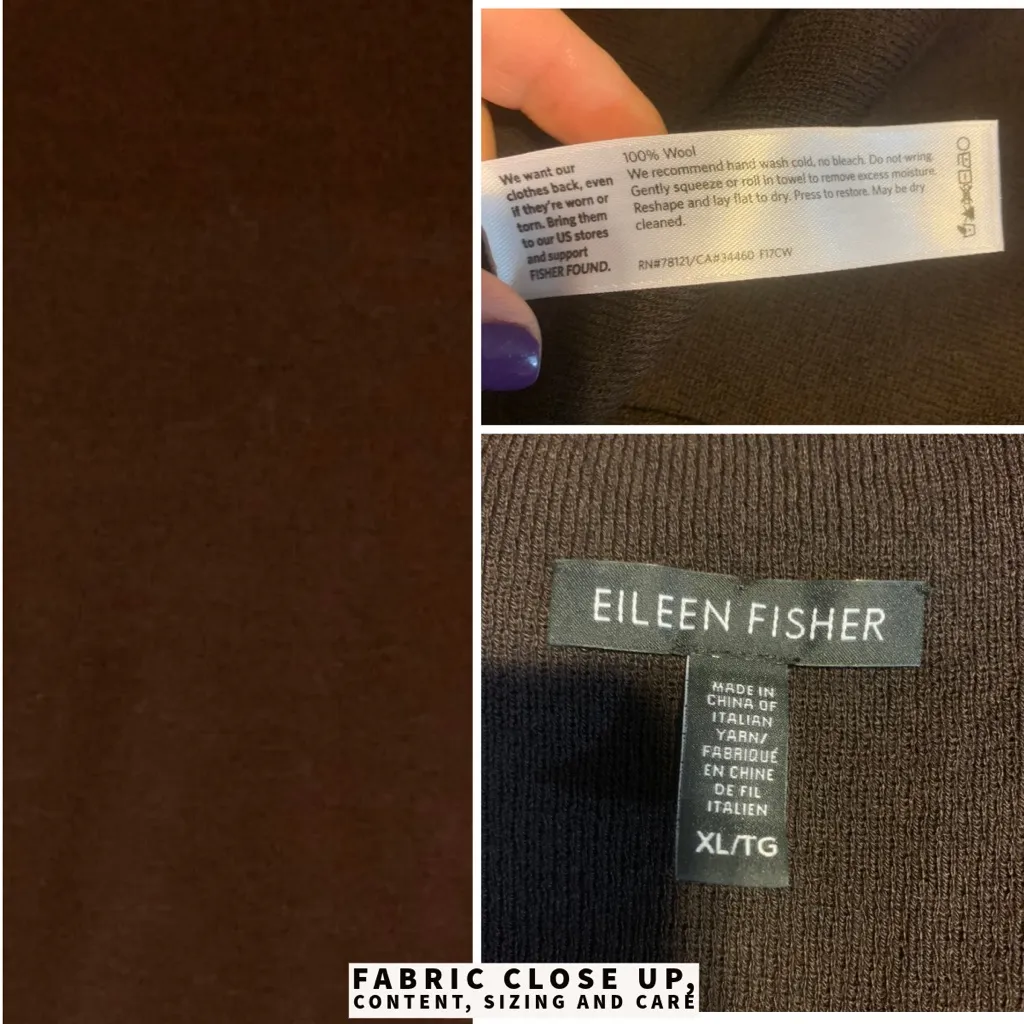 We want our
clothes back, even
if they're worn or
torn. Bring them
to our US stores
and support
FISHER FOUND.
100% Wool
We recommend hand wash cold, no bleach. Do not wring.
Gently squeeze or roll in towel to remove excess moisture.
Reshape and lay flat to dry. Press to restore. May be dry
cleaned.
RN#78121/CA#34460 F17CW
EILEEN FISHER
MADE IN
CHINA OF
ITALIAN
YARN/
FABRIQUÉ
EN CHINE
DE FIL
ITALIEN
XL/TG
FABRIC CLOSE UP,
CONTENT, SIZING AND CARE